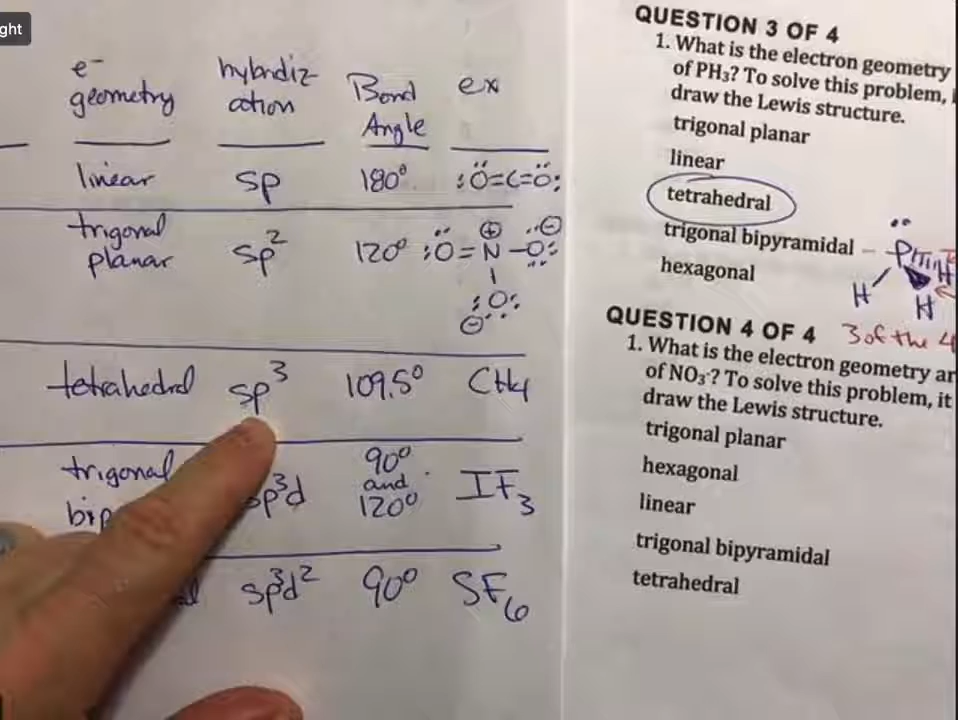 ght
e⁻ geometry hybridiz ation Bond Angle ex
linear sp 180° :Ö=C=Ö:
trigonal planar sp² 120° :Ö=N–Ö: ⊕ ⊖
:Ö: ⊖
tetrahedral sp³ 109.5° CH₄
trigonal bip sp³d 90° and 120° IF₃
al sp³d² 90° SF₆
QUESTION 3 OF 4
1. What is the electron geometry
of PH₃? To solve this problem,
draw the Lewis structure.
trigonal planar
linear
tetrahedral
trigonal bipyramidal
hexagonal
P H
H H
3 of the 4
QUESTION 4 OF 4
1. What is the electron geometry ar
of NO₃⁻? To solve this problem, it
draw the Lewis structure.
trigonal planar
hexagonal
linear
trigonal bipyramidal
tetrahedral